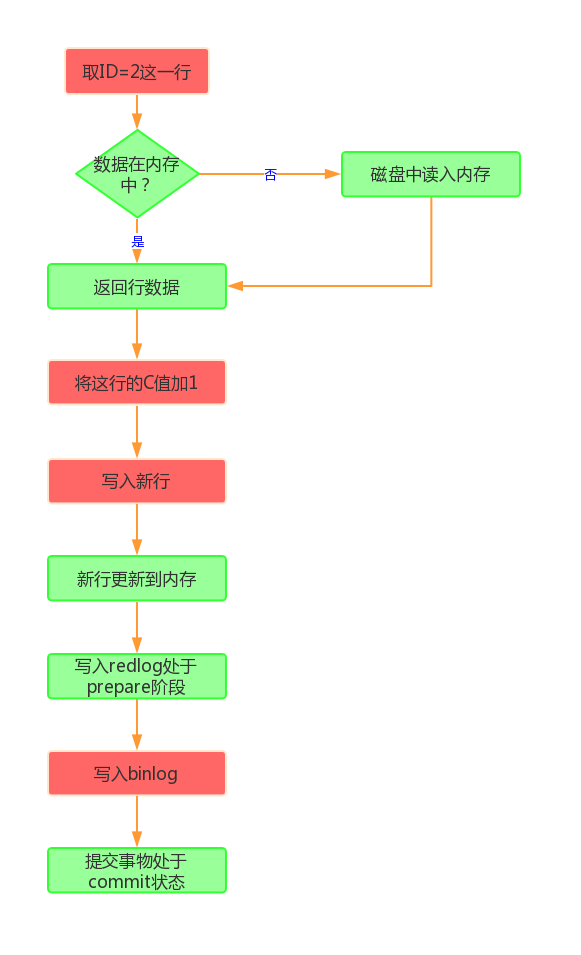 取ID=2这一行
数据在内存
中？
否
磁盘中读入内存
是
返回行数据
将这行的C值加1
写入新行
新行更新到内存
写入redlog处于
prepare阶段
写入binlog
提交事物处于
commit状态